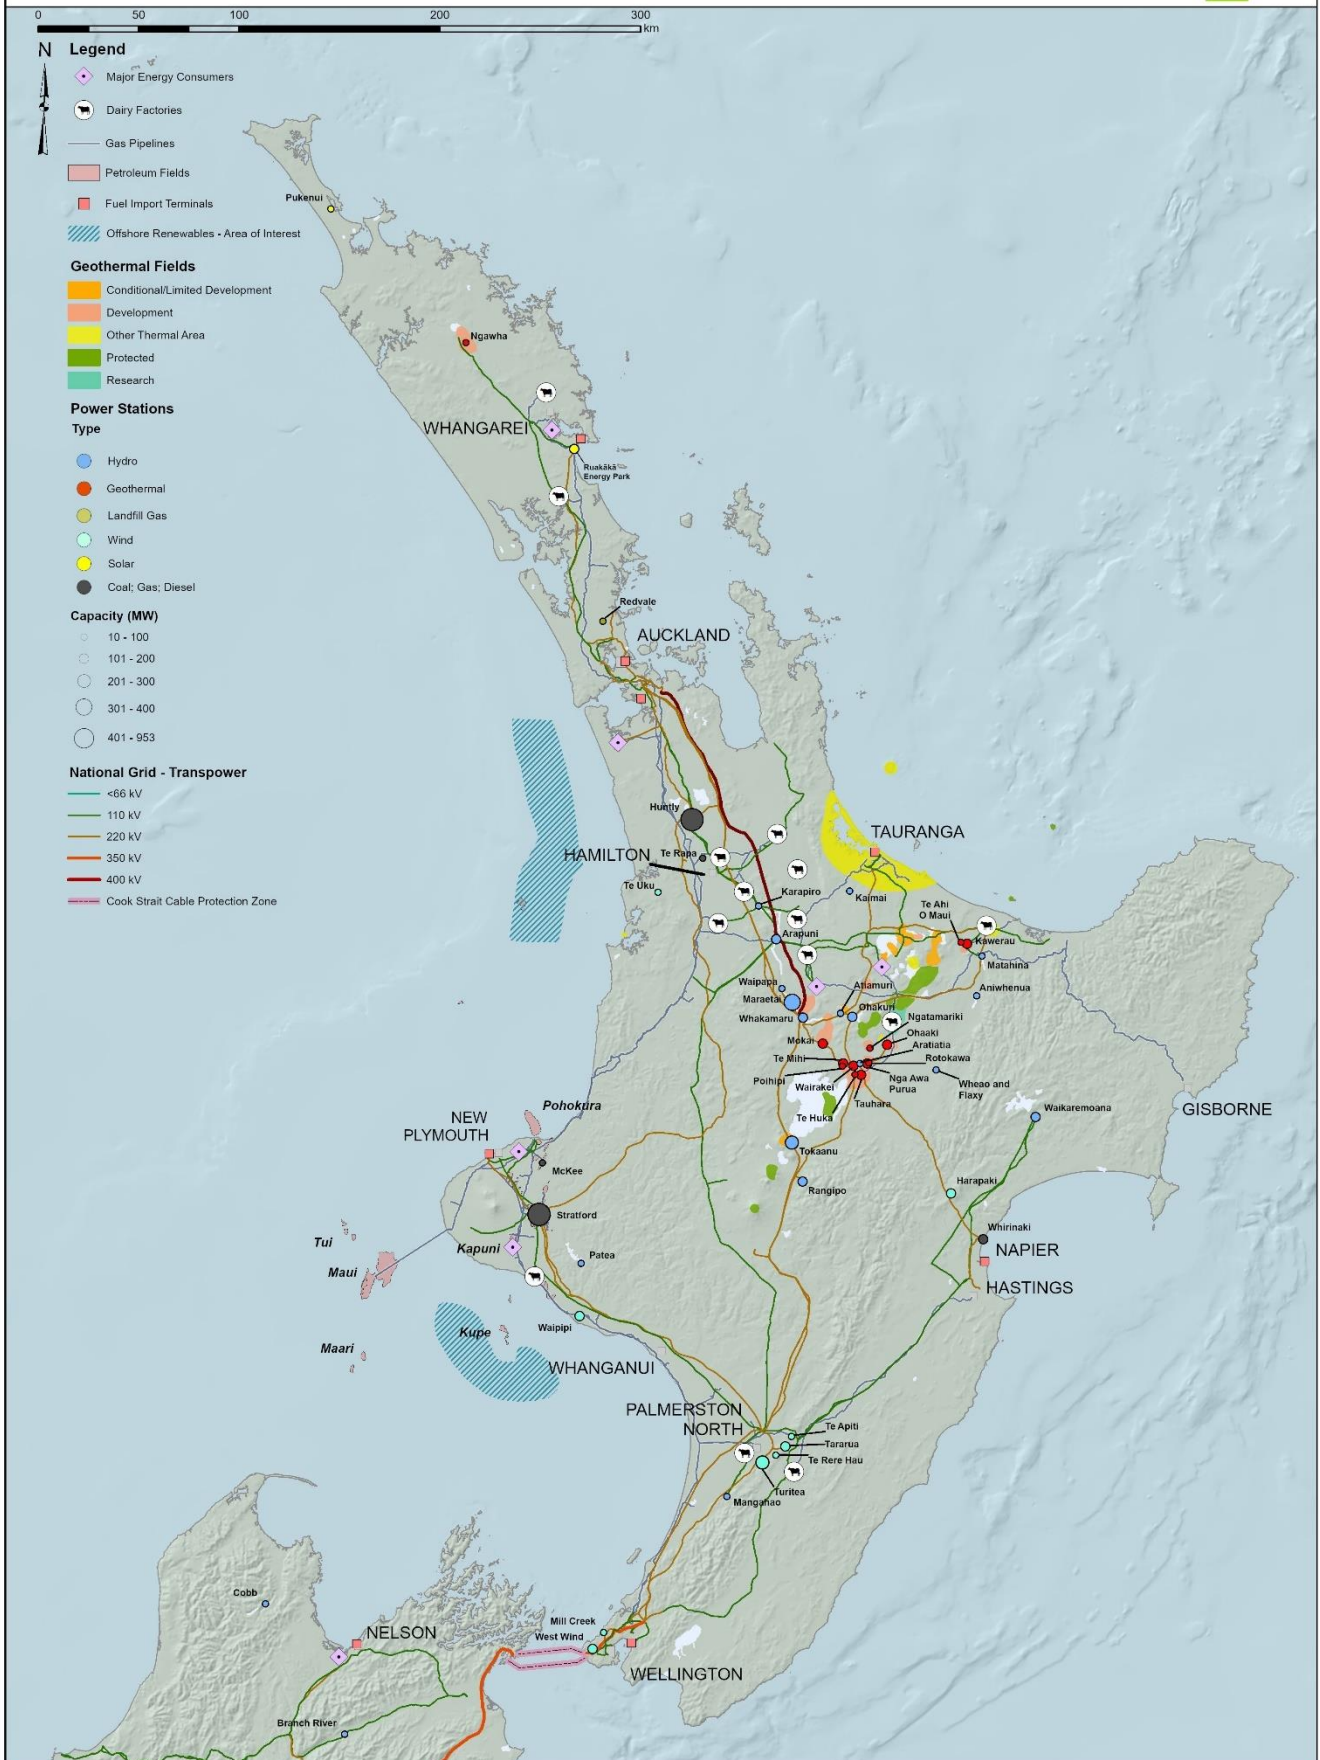 0 50 100 200 300
km
N
Legend
Major Energy Consumers
Dairy Factories
Gas Pipelines
Petroleum Fields
Fuel Import Terminals
Offshore Renewables - Area of Interest
Geothermal Fields
Conditional/Limited Development
Development
Other Thermal Area
Protected
Research
Power Stations
Type
Hydro
Geothermal
Landfill Gas
Wind
Solar
Coal; Gas; Diesel
Capacity (MW)
10 - 100
101 - 200
201 - 300
301 - 400
401 - 953
National Grid - Transpower
<66 kV
110 kV
220 kV
350 kV
400 kV
Cook Strait Cable Protection Zone
Pukenui
Ngawha
WHANGAREI
Ruakākā
Energy Park
Redvale
AUCKLAND
Huntly
TAURANGA
HAMILTON
Te Rapa
Te Uku
Karapiro
Kaimai
Te Ahi
O Maui
Arapuni
Kawerau
Matahina
Waipapa
Atiamuri
Aniwhenua
Maraetai
Ohakuri
Whakamaru
Ngatamariki
Mokai
Ohaaki
Aratiatia
Te Mihi
Rotokawa
Poihipi
Wairakei
Nga Awa
Purua
Wheao and
Flaxy
Te Huka
Tauhara
Waikaremoana
GISBORNE
Pohokura
NEW
PLYMOUTH
McKee
Tokaanu
Rangipo
Harapaki
Stratford
Whirinaki
Tui
Kapuni
NAPIER
Patea
Maui
HASTINGS
Waipipi
Kupe
Maari
WHANGANUI
PALMERSTON
NORTH
Te Apiti
Tararua
Te Rere Hau
Turitea
Mangahao
Cobb
Mill Creek
NELSON
West Wind
WELLINGTON
Branch River